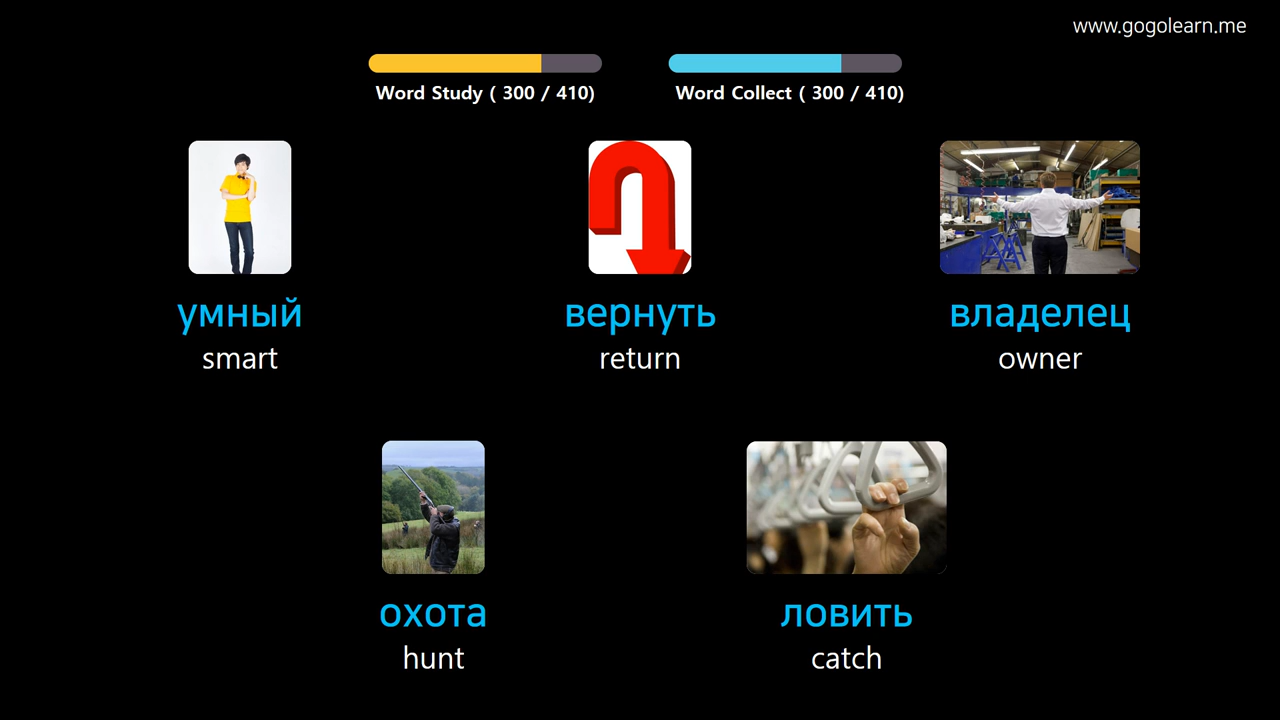 www.gogolearn.me
Word Study ( 300 / 410)
Word Collect ( 300 / 410)
умный
smart
вернуть
return
владелец
owner
охота
hunt
ловить
catch